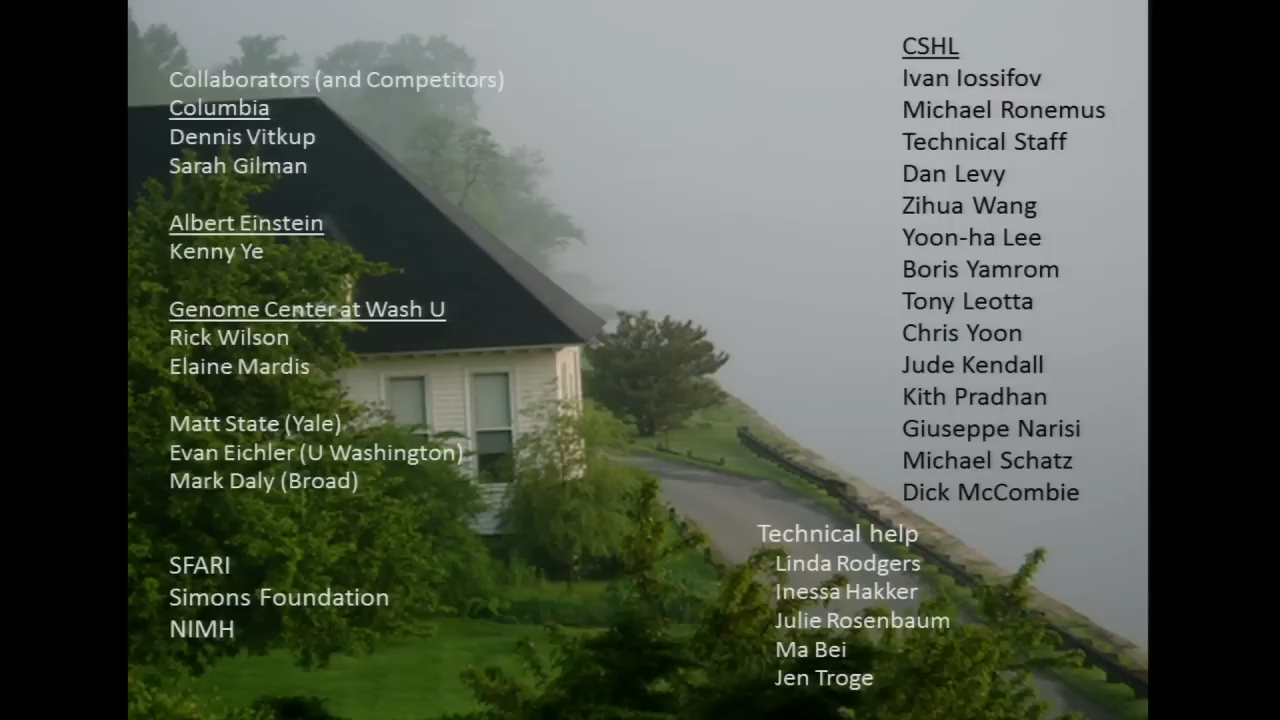 Collaborators (and Competitors)
Columbia
Dennis Vitkup
Sarah Gilman
Albert Einstein
Kenny Ye
Genome Center at Wash U
Rick Wilson
Elaine Mardis
Matt State (Yale)
Evan Eichler (U Washington)
Mark Daly (Broad)
SFARI
Simons Foundation
NIMH
CSHL
Ivan Iossifov
Michael Ronemus
Technical Staff
Dan Levy
Zihua Wang
Yoon-ha Lee
Boris Yamrom
Tony Leotta
Chris Yoon
Jude Kendall
Kith Pradhan
Giuseppe Narisi
Michael Schatz
Dick McCombie
Technical help
Linda Rodgers
Inessa Hakker
Julie Rosenbaum
Ma Bei
Jen Troge